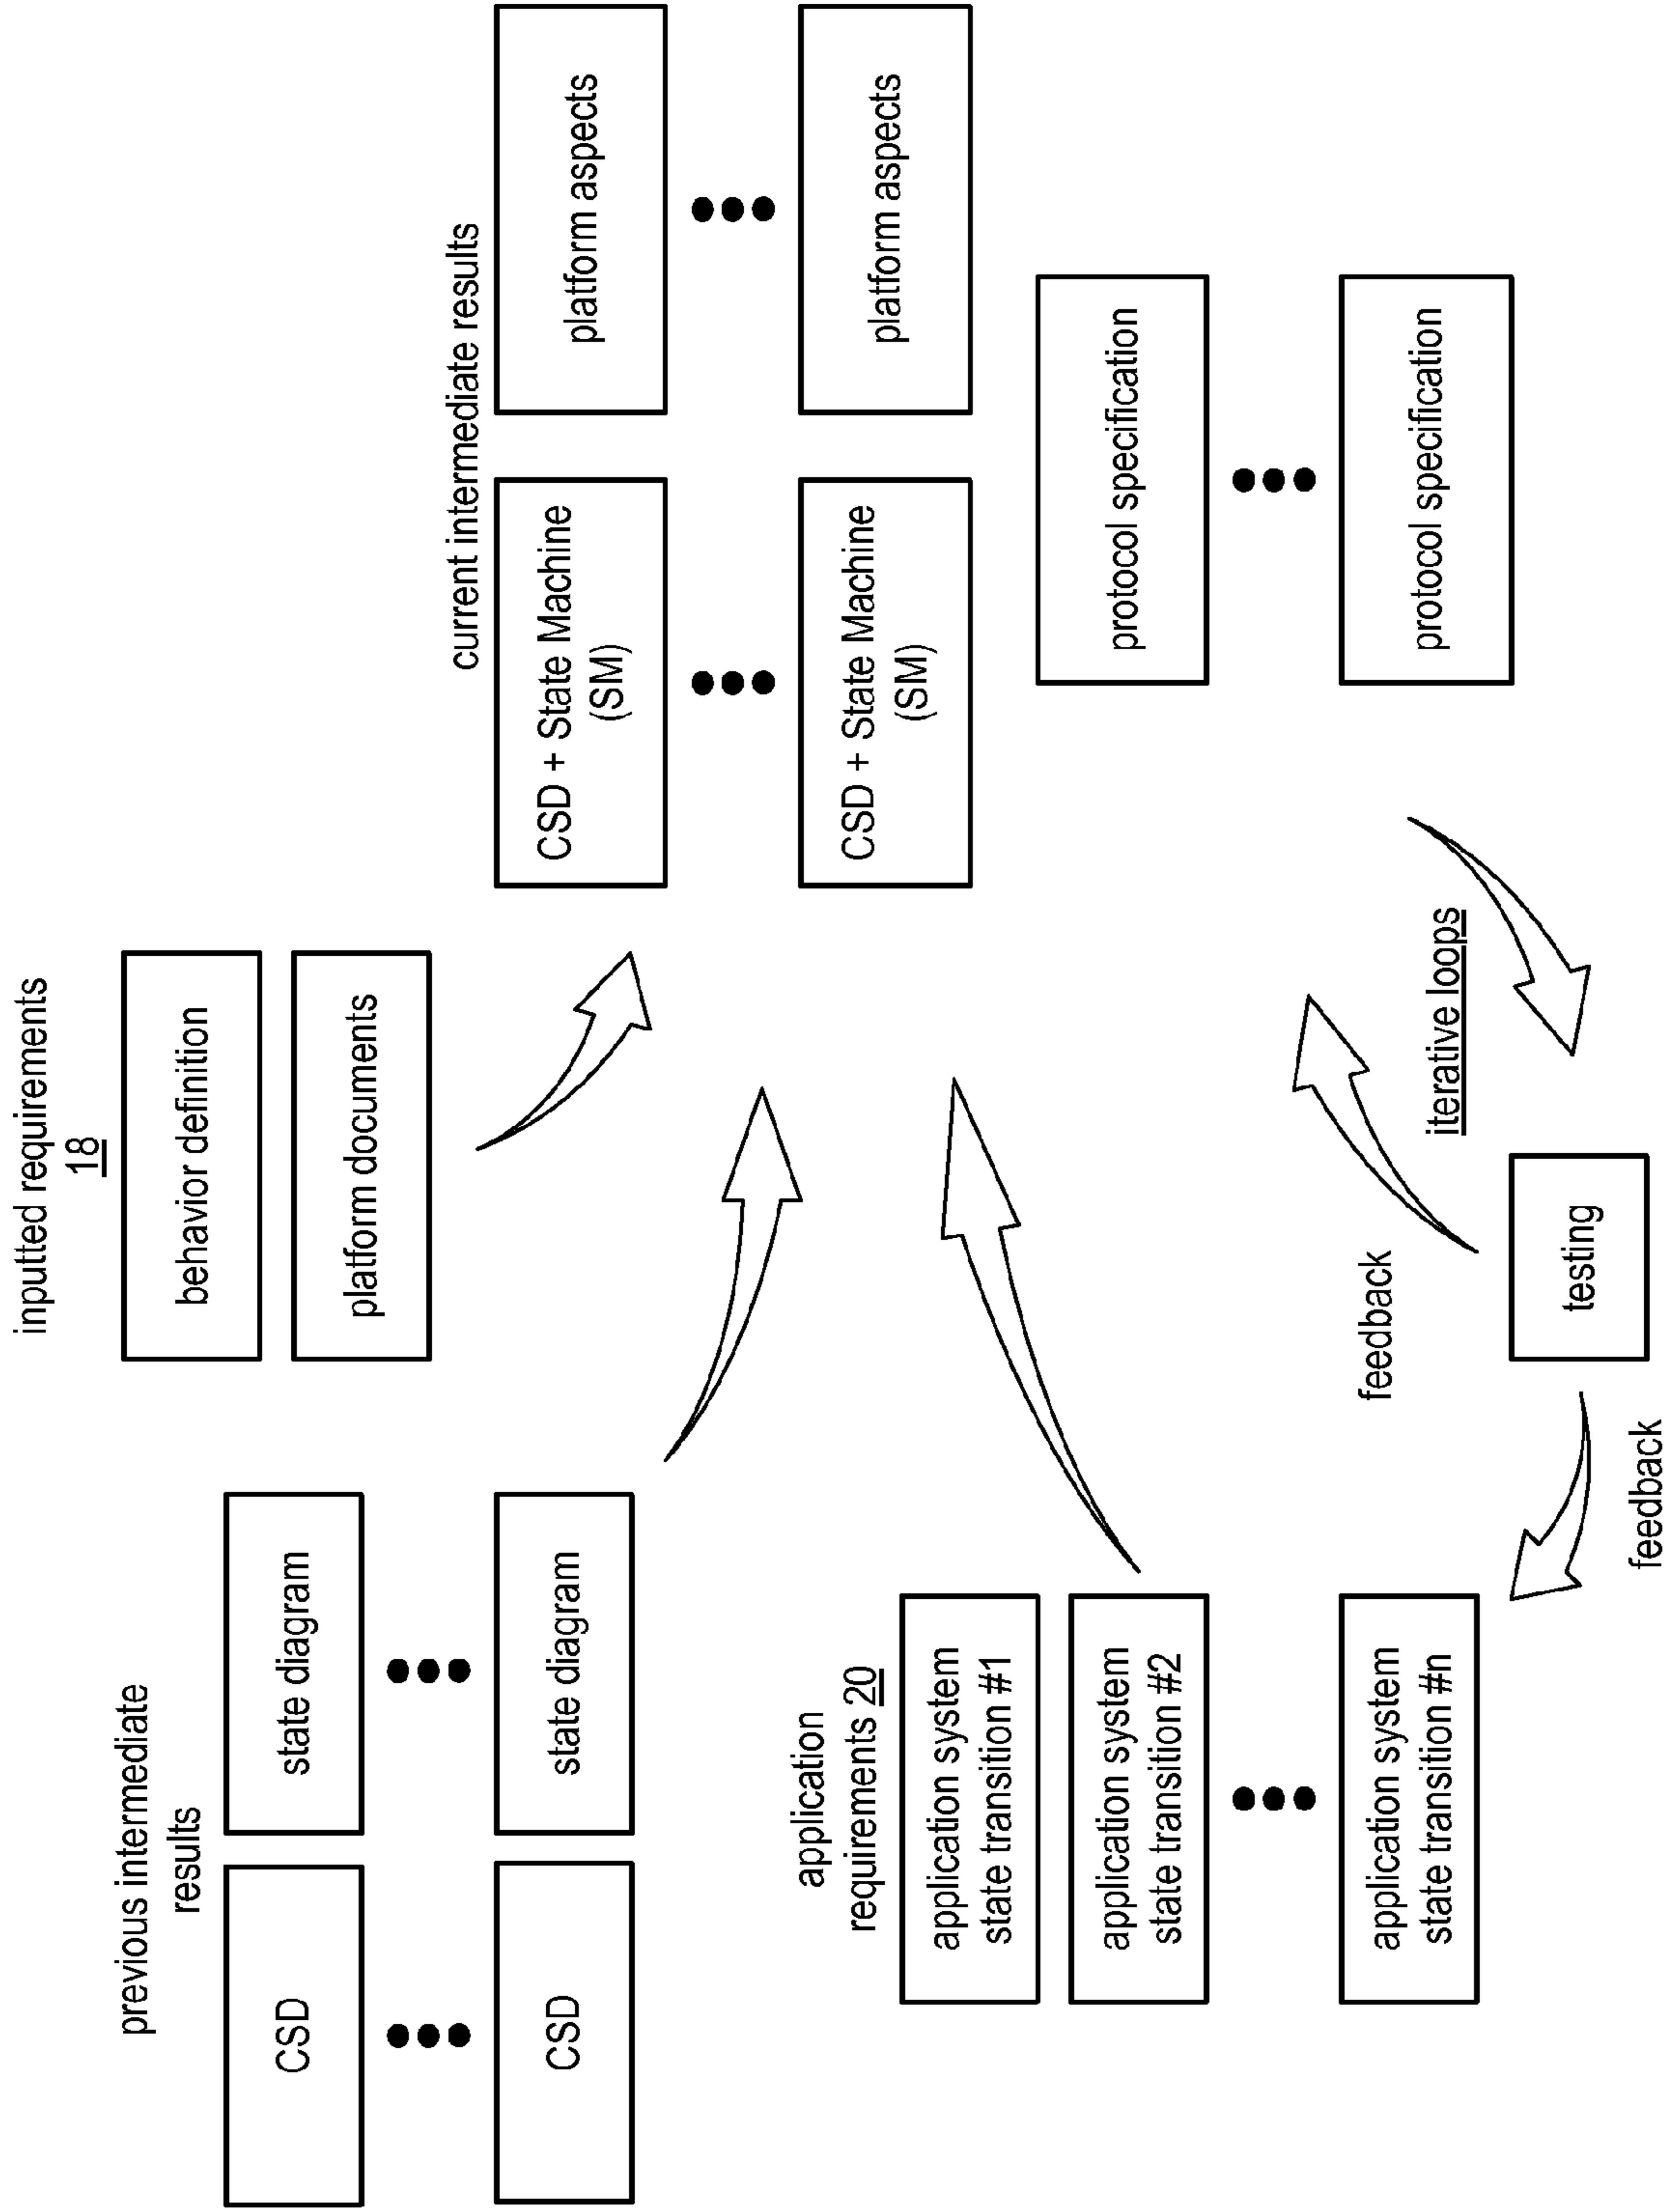 inputted requirements
18
behavior definition
platform documents
previous intermediate
results
CSD
state diagram
CSD
state diagram
current intermediate results
CSD + State Machine
(SM)
platform aspects
CSD + State Machine
(SM)
platform aspects
application
requirements 20
application system
state transition #1
application system
state transition #2
application system
state transition #n
protocol specification
protocol specification
iterative loops
feedback
testing
feedback